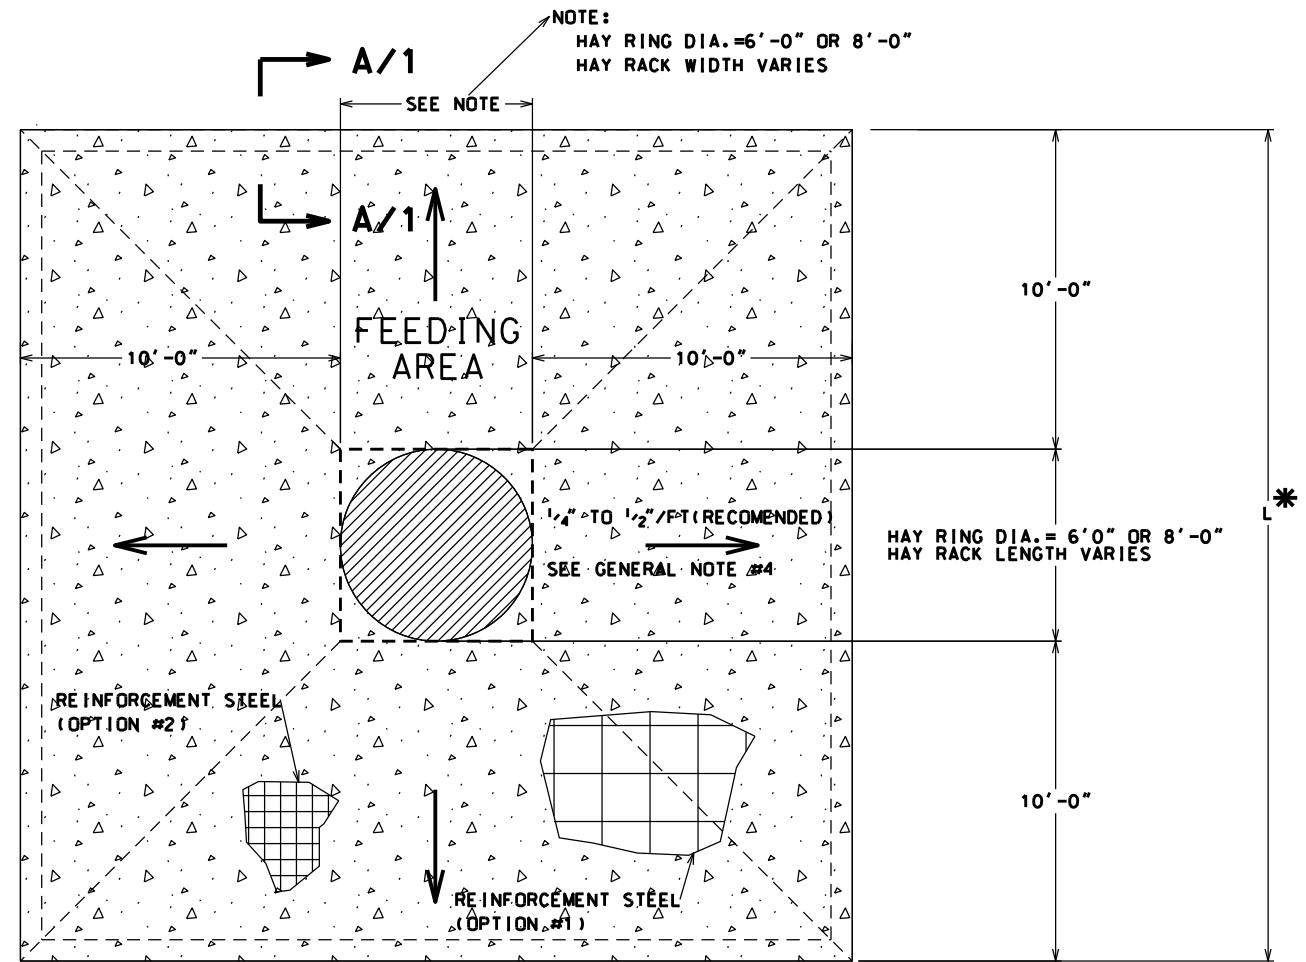 NOTE:
HAY RING DIA.=6'-0" OR 8'-0"
HAY RACK WIDTH VARIES
A/1
SEE NOTE
A/1
10'-0"
FEEDING
AREA
10'-0"
10'-0"
1/4" TO 1/2"/FT(RECOMENDED)
SEE GENERAL NOTE #4
HAY RING DIA.= 6'0" OR 8'-0"
HAY RACK LENGTH VARIES
L*
REINFORCEMENT STEEL
(OPTION #2)
10'-0"
REINFORCEMENT STEEL
(OPTION #1)